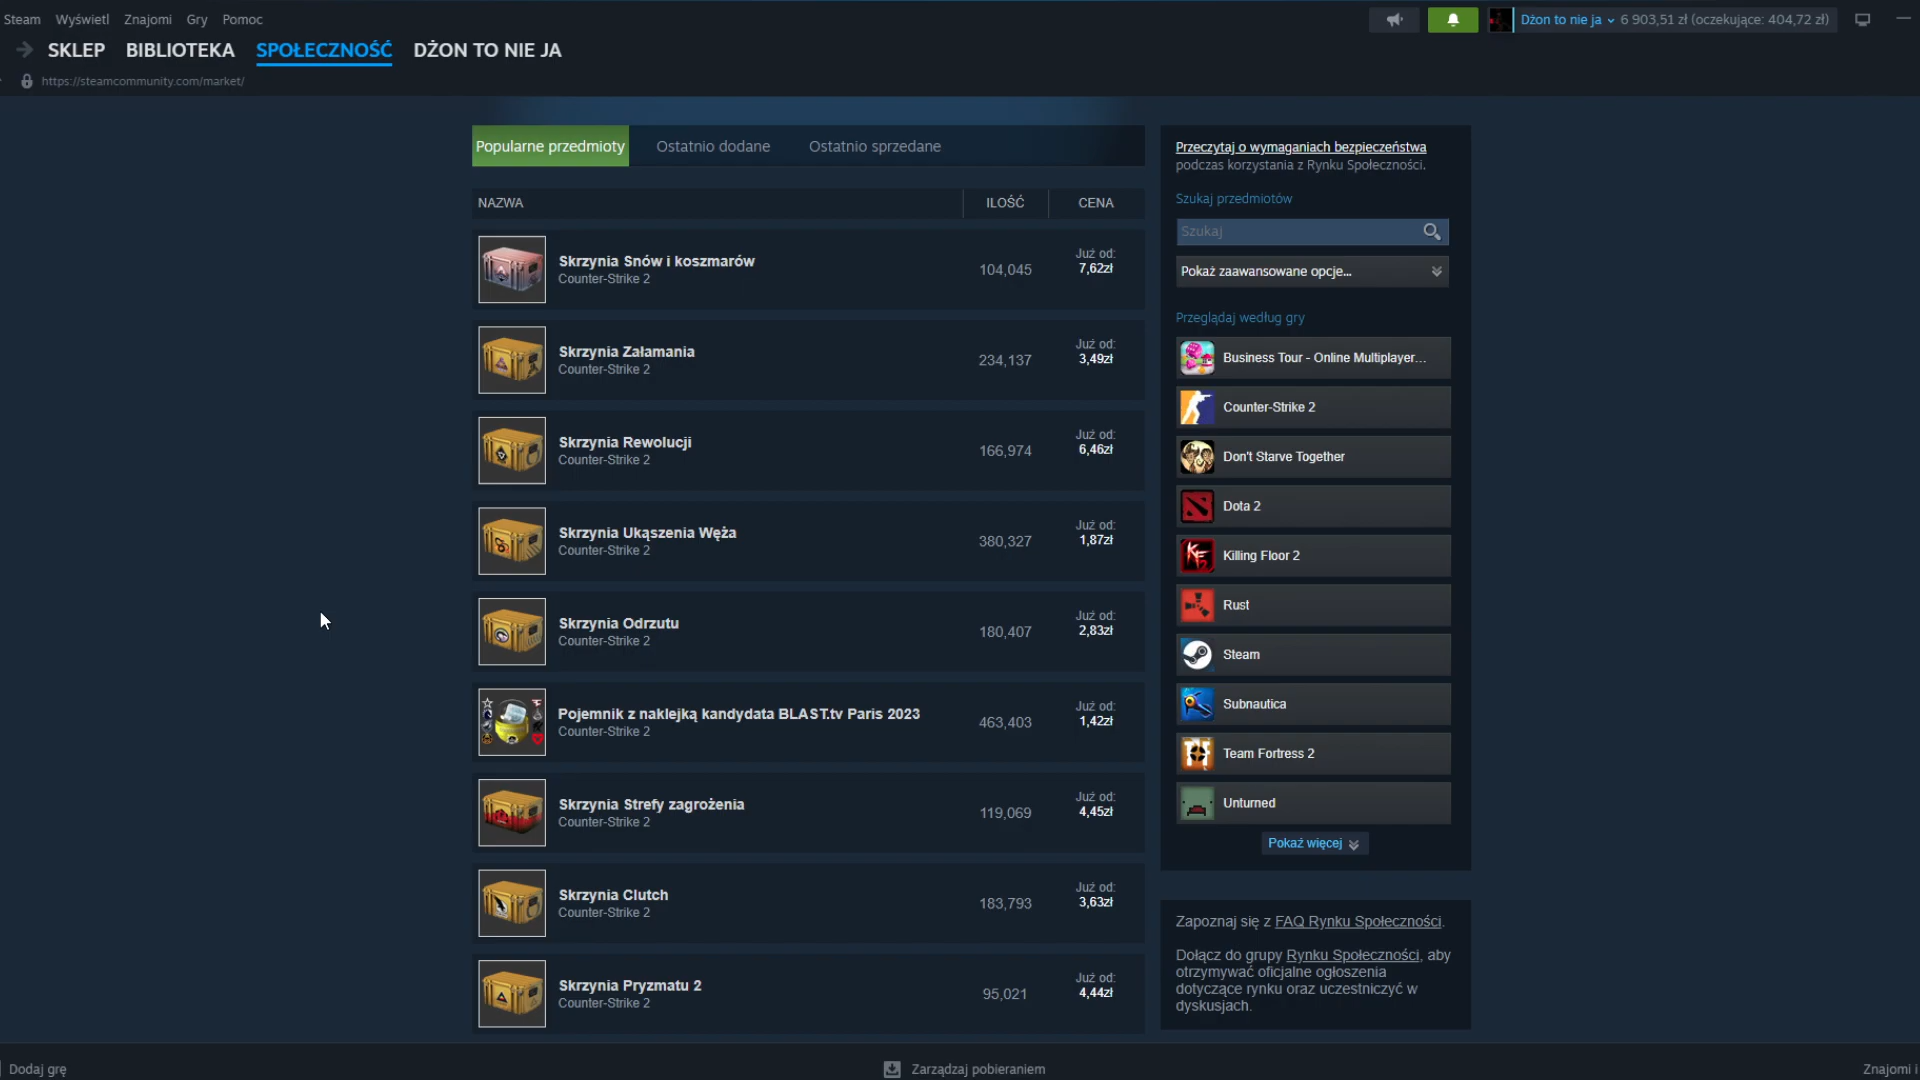 Steam Wyświetl Znajomi Gry Pomoc
Dżon to nie ja 6 903,51 zł (oczekujące: 404,72 zł)
SKLEP BIBLIOTEKA SPOŁECZNOŚĆ DŻON TO NIE JA
https://steamcommunity.com/market/
Popularne przedmioty Ostatnio dodane Ostatnio sprzedane
NAZWA ILOŚĆ CENA
Skrzynia Snów i koszmarów
Counter-Strike 2
104,045
Już od:
7,62zł
Skrzynia Załamania
Counter-Strike 2
234,137
Już od:
3,49zł
Skrzynia Rewolucji
Counter-Strike 2
166,974
Już od:
6,46zł
Skrzynia Ukąszenia Węża
Counter-Strike 2
380,327
Już od:
1,87zł
Skrzynia Odrzutu
Counter-Strike 2
180,407
Już od:
2,83zł
Pojemnik z naklejką kandydata BLAST.tv Paris 2023
Counter-Strike 2
463,403
Już od:
1,42zł
Skrzynia Strefy zagrożenia
Counter-Strike 2
119,069
Już od:
4,45zł
Skrzynia Clutch
Counter-Strike 2
183,793
Już od:
3,63zł
Skrzynia Pryzmatu 2
Counter-Strike 2
95,021
Już od:
4,44zł
Przeczytaj o wymaganiach bezpieczeństwa
podczas korzystania z Rynku Społeczności.
Szukaj przedmiotów
Szukaj
Pokaż zaawansowane opcje...
Przeglądaj według gry
Business Tour - Online Multiplayer...
Counter-Strike 2
Don't Starve Together
Dota 2
Killing Floor 2
Rust
Steam
Subnautica
Team Fortress 2
Unturned
Pokaż więcej
Zapoznaj się z FAQ Rynku Społeczności.
Dołącz do grupy Rynku Społeczności, aby
otrzymywać oficjalne ogłoszenia
dotyczące rynku oraz uczestniczyć w
dyskusjach.
Dodaj grę
Zarządzaj pobieraniem
Znajomi i